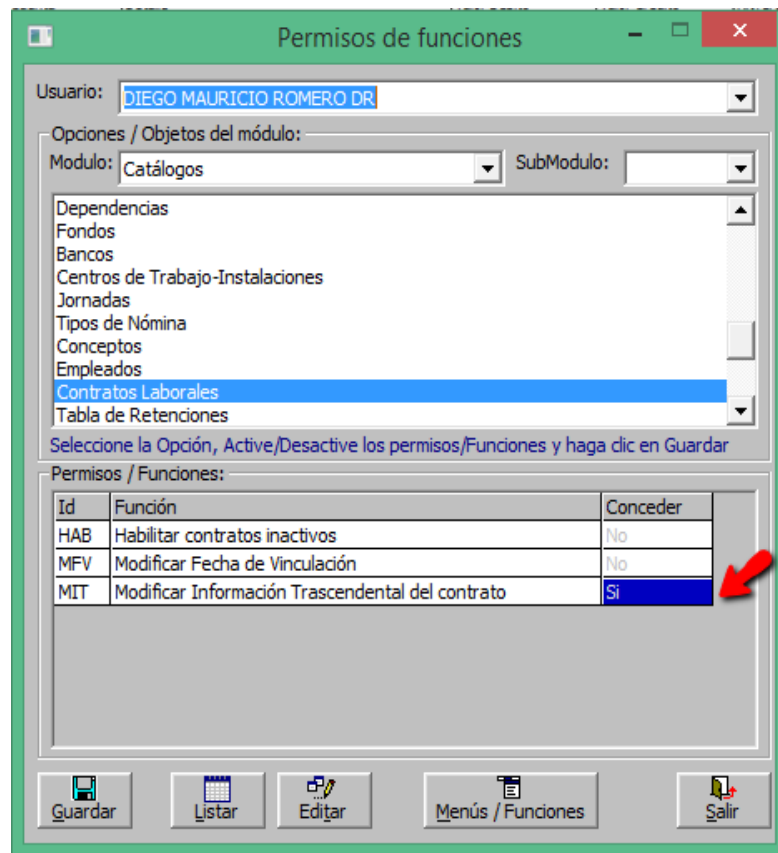 Permisos de funciones
Usuario: DIEGO MAURICIO ROMERO DR
Opciones / Objetos del módulo:
Modulo: Catálogos SubModulo:
Dependencias
Fondos
Bancos
Centros de Trabajo-Instalaciones
Jornadas
Tipos de Nómina
Conceptos
Empleados
Contratos Laborales
Tabla de Retenciones
Seleccione la Opción, Active/Desactive los permisos/Funciones y haga clic en Guardar
Permisos / Funciones:
Id Función Conceder
HAB Habilitar contratos inactivos No
MFV Modificar Fecha de Vinculación No
MIT Modificar Información Trascendental del contrato Si
Guardar Listar Editar Menús / Funciones Salir